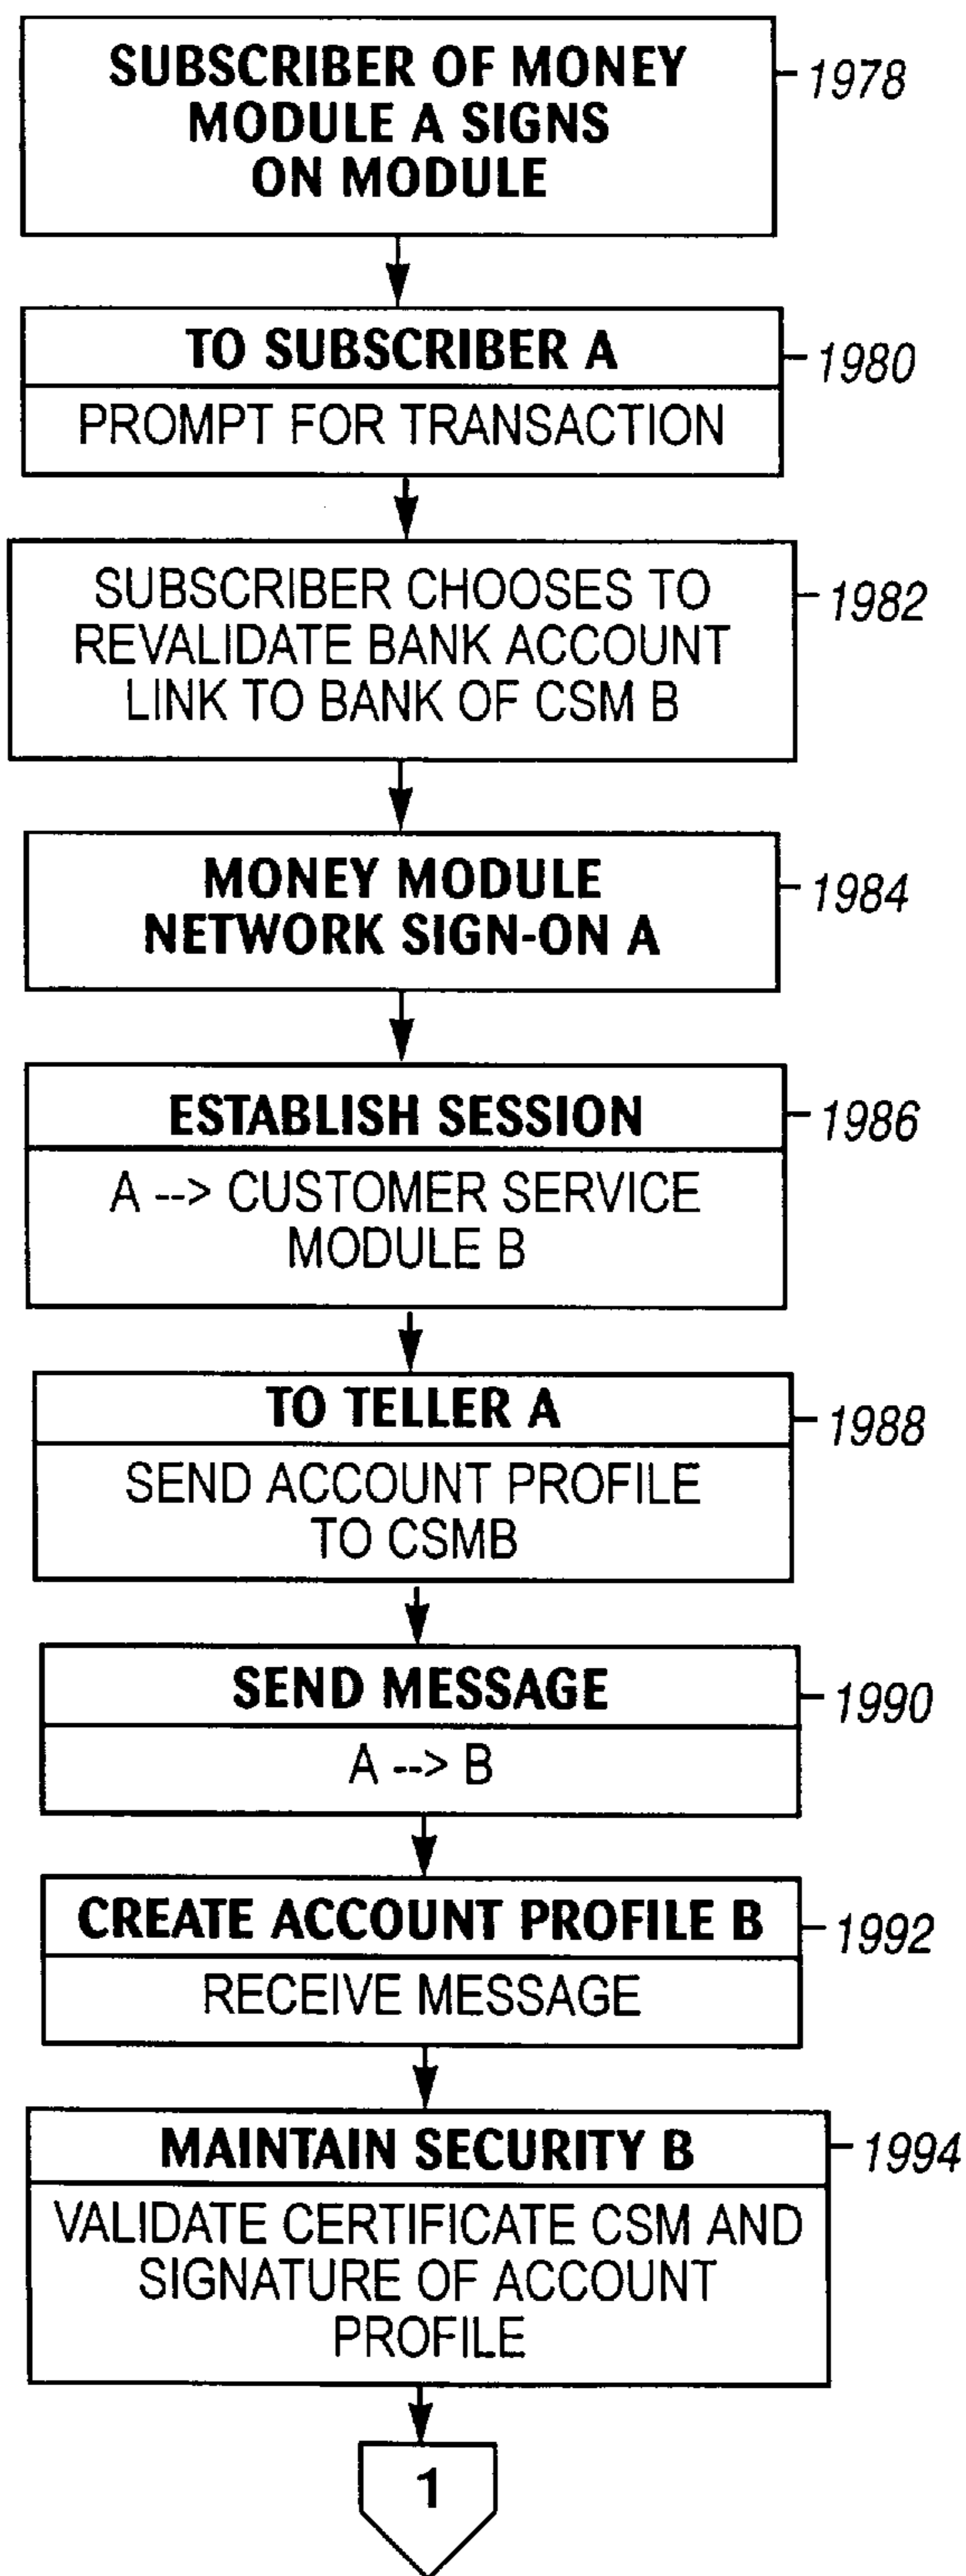 SUBSCRIBER OF MONEY
MODULE A SIGNS
ON MODULE
1978
TO SUBSCRIBER A
1980
PROMPT FOR TRANSACTION
SUBSCRIBER CHOOSES TO
REVALIDATE BANK ACCOUNT
LINK TO BANK OF CSM B
1982
MONEY MODULE
NETWORK SIGN-ON A
1984
ESTABLISH SESSION
1986
A --> CUSTOMER SERVICE
MODULE B
TO TELLER A
1988
SEND ACCOUNT PROFILE
TO CSMB
SEND MESSAGE
1990
A --> B
CREATE ACCOUNT PROFILE B
1992
RECEIVE MESSAGE
MAINTAIN SECURITY B
1994
VALIDATE CERTIFICATE CSM AND
SIGNATURE OF ACCOUNT
PROFILE
1